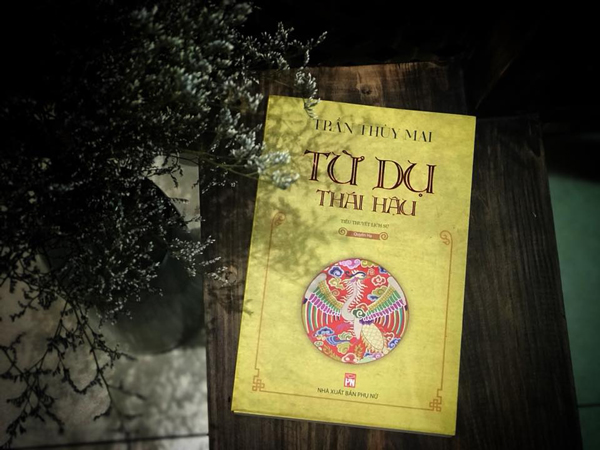 TRẦN THÙY MAI
TỪ DỤ
THÁI HẬU
TIỂU THUYẾT LỊCH SỬ
NHÀ XUẤT BẢN PHỤ NỮ